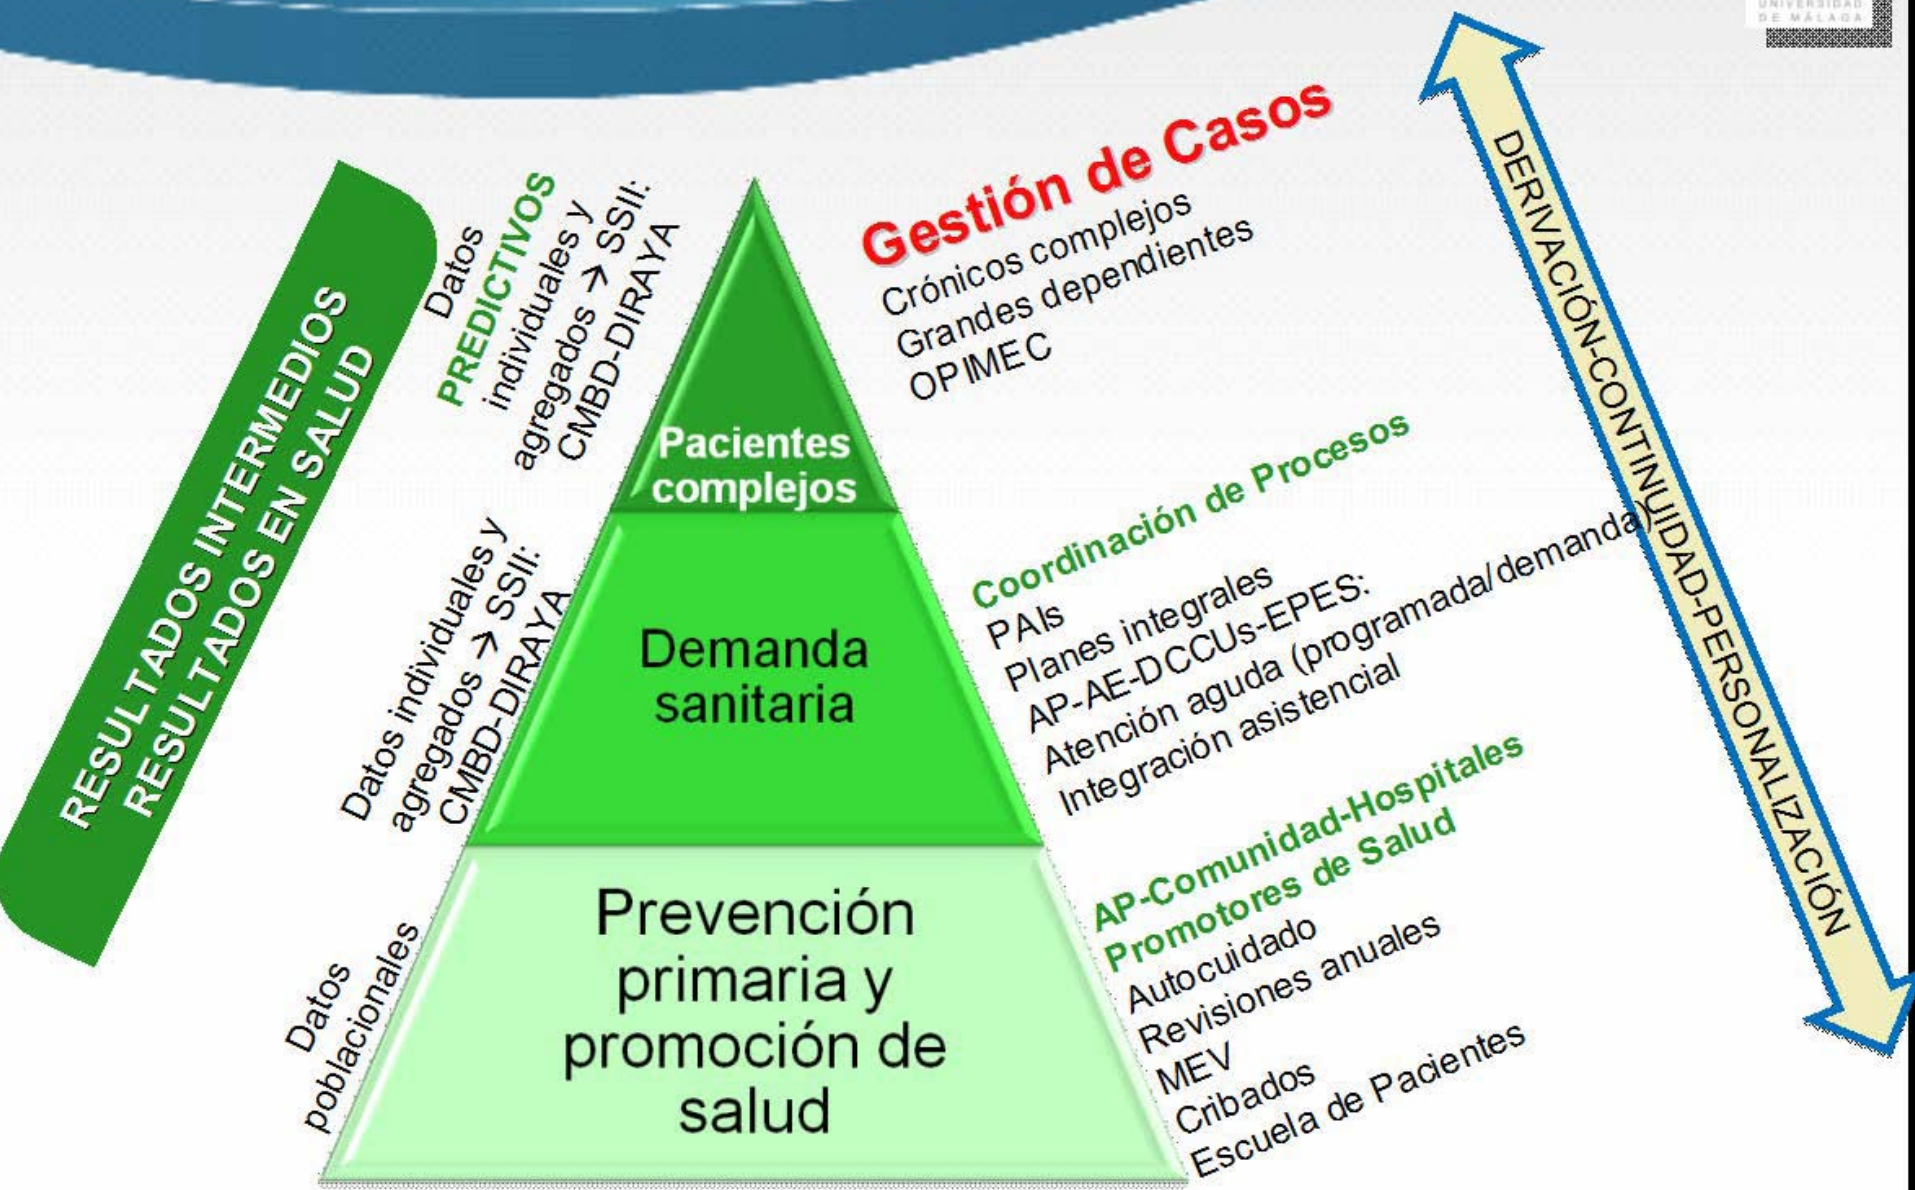 UNIVERSIDAD
DE MÁLAGA
RESULTADOS INTERMEDIOS
RESULTADOS EN SALUD
Datos
PREDICTIVOS
individuales y
agregados → SSII:
CMBD-DIRAYA
Pacientes
complejos
Gestión de Casos
Crónicos complejos
Grandes dependientes
OPIMEC
Datos individuales y
agregados → SSII:
CMBD-DIRAYA
Demanda
sanitaria
Coordinación de Procesos
PAIs
Planes integrales
AP-AE-DCCUs-EPES:
Atención aguda (programada/demanda)
Integración asistencial
Datos
poblacionales
Prevención
primaria y
promoción de
salud
AP-Comunidad-Hospitales
Promotores de Salud
Autocuidado
Revisiones anuales
MEV
Cribados
Escuela de Pacientes
DERIVACIÓN-CONTINUIDAD-PERSONALIZACIÓN